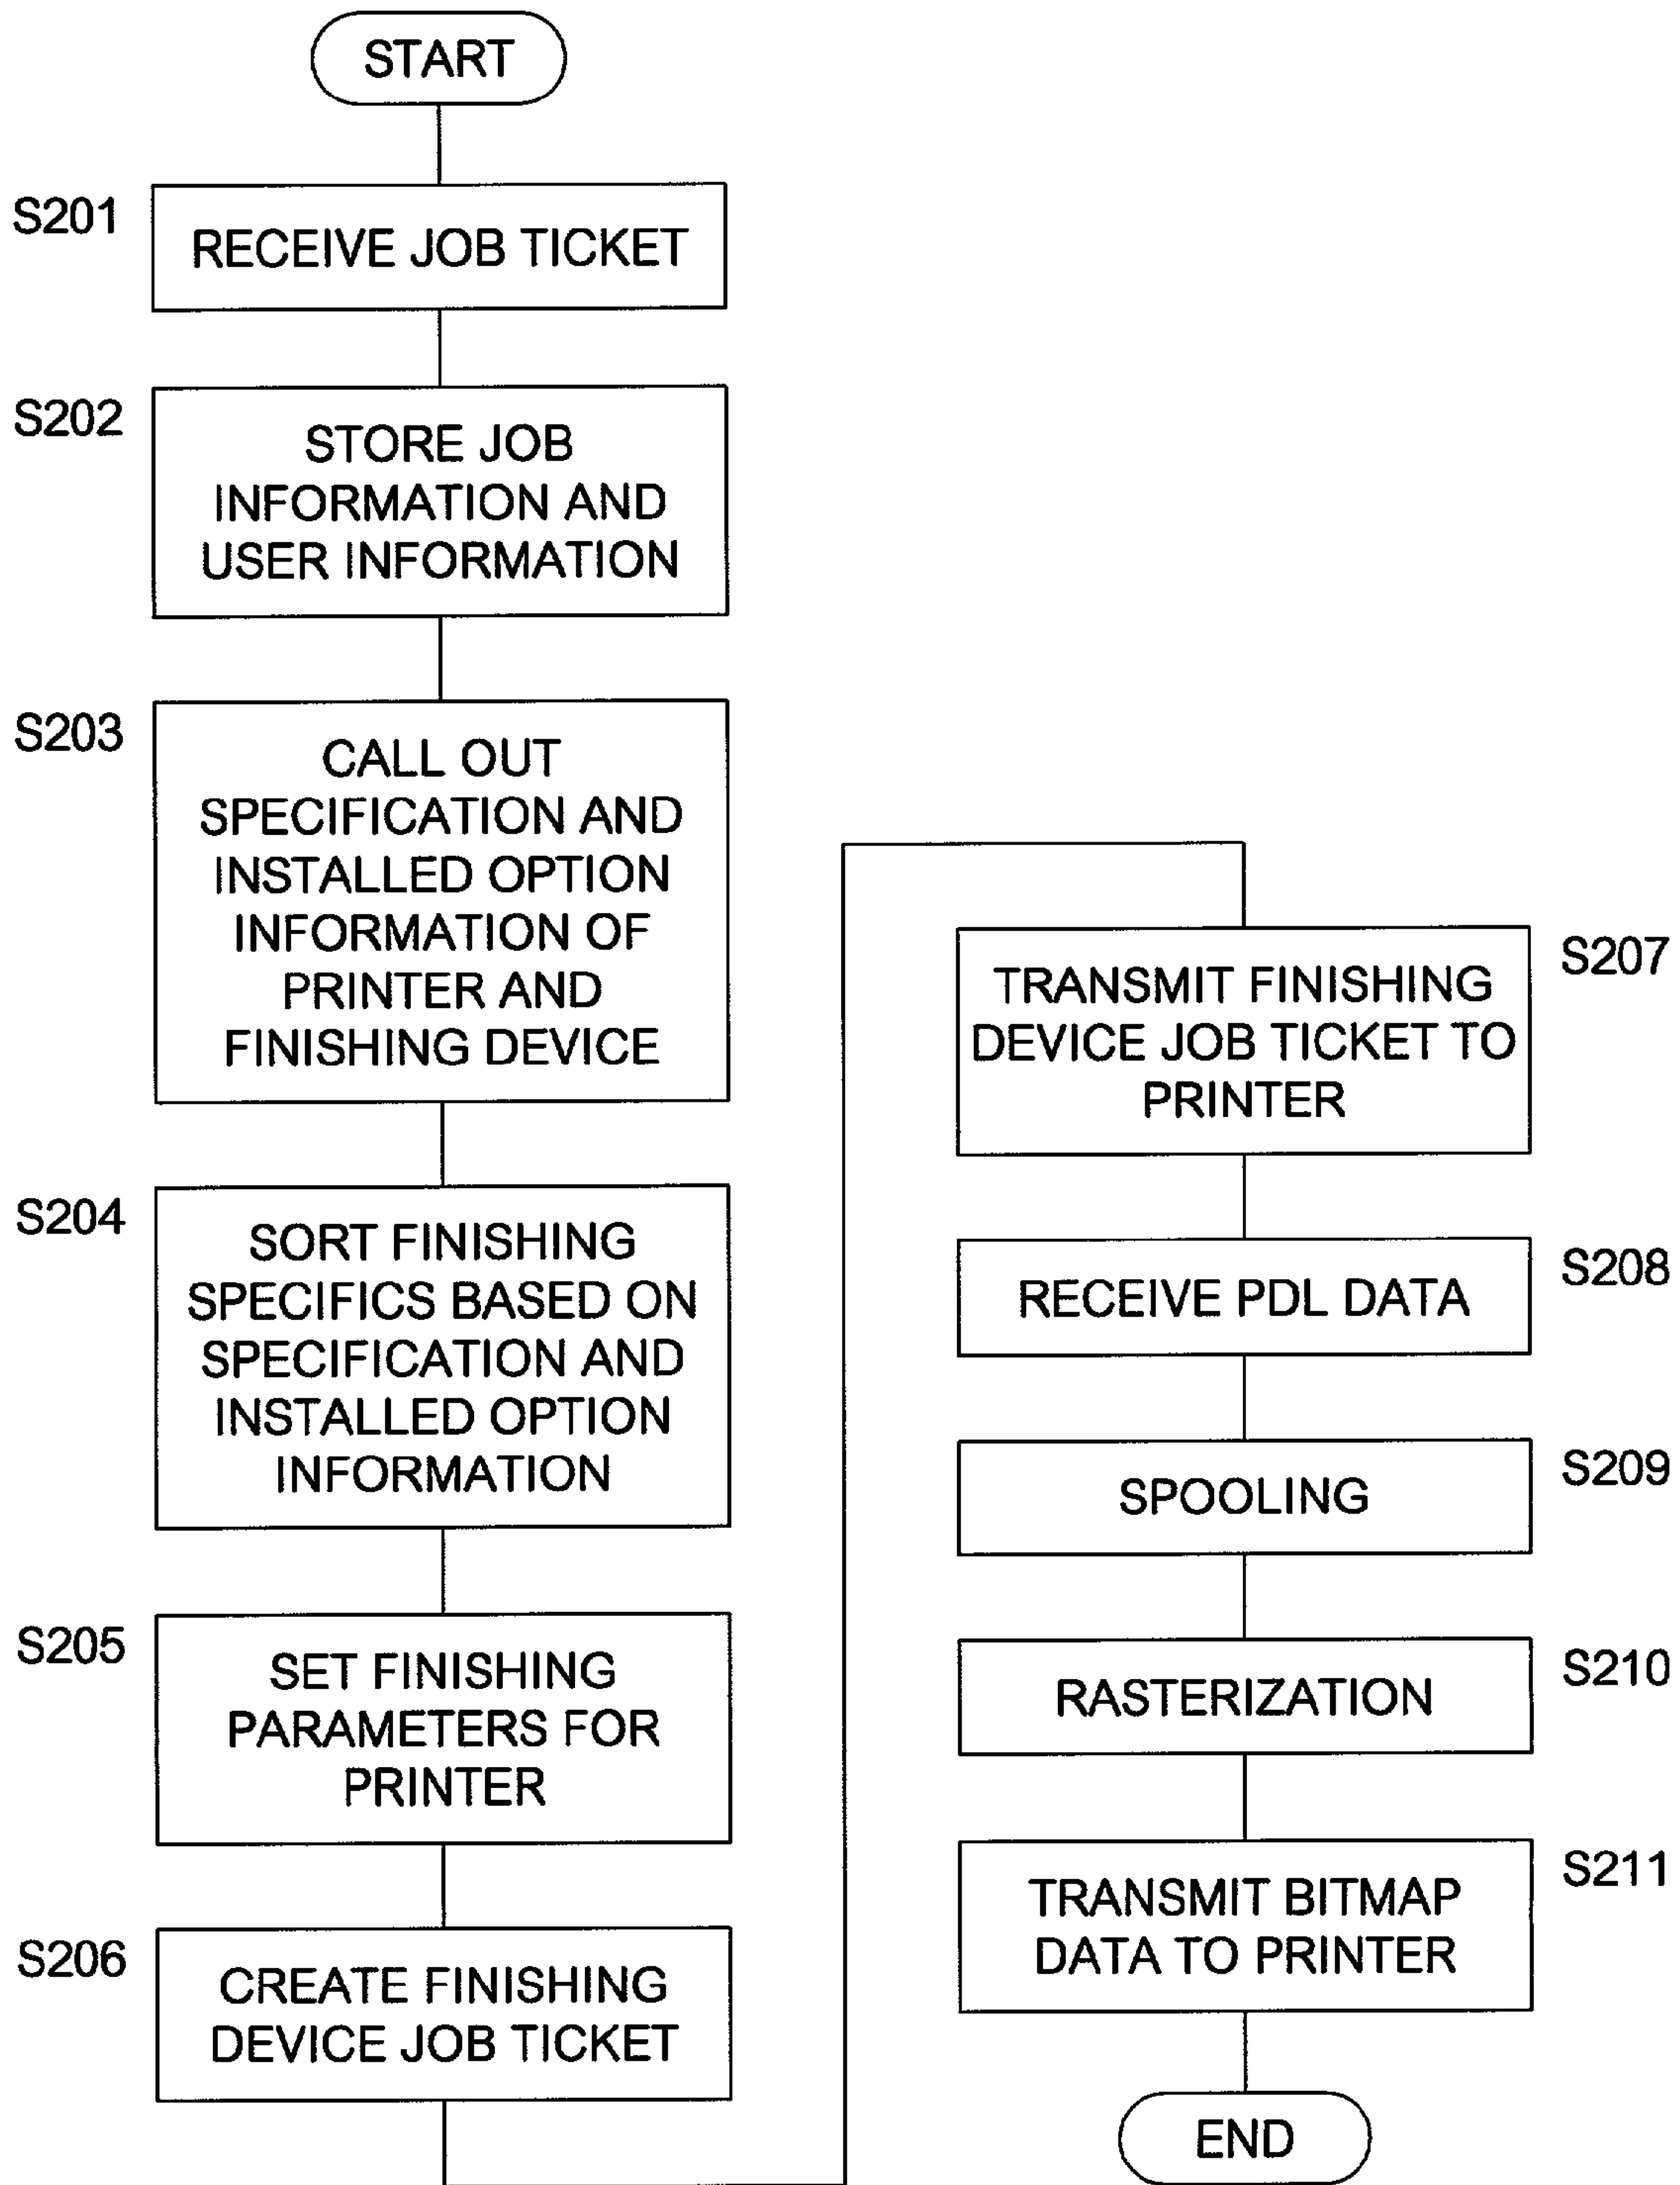 START
S201
RECEIVE JOB TICKET
S202
STORE JOB
INFORMATION AND
USER INFORMATION
S203
CALL OUT
SPECIFICATION AND
INSTALLED OPTION
INFORMATION OF
PRINTER AND
FINISHING DEVICE
S204
SORT FINISHING
SPECIFICS BASED ON
SPECIFICATION AND
INSTALLED OPTION
INFORMATION
S205
SET FINISHING
PARAMETERS FOR
PRINTER
S206
CREATE FINISHING
DEVICE JOB TICKET
S207
TRANSMIT FINISHING
DEVICE JOB TICKET TO
PRINTER
S208
RECEIVE PDL DATA
S209
SPOOLING
S210
RASTERIZATION
S211
TRANSMIT BITMAP
DATA TO PRINTER
END